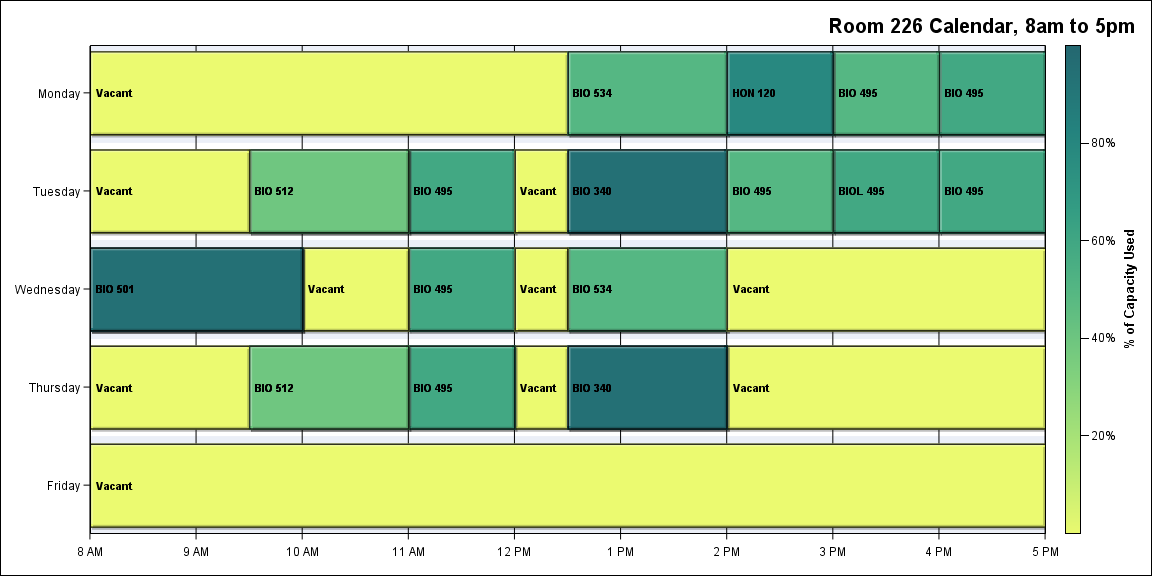 Room 226 Calendar, 8am to 5pm
Monday
Vacant
BIO 534
HON 120
BIO 495
BIO 495
Tuesday
Vacant
BIO 512
BIO 495
Vacant
BIO 340
BIO 495
BIOL 495
BIO 495
Wednesday
BIO 501
Vacant
BIO 495
Vacant
BIO 534
Vacant
Thursday
Vacant
BIO 512
BIO 495
Vacant
BIO 340
Vacant
Friday
Vacant
8 AM
9 AM
10 AM
11 AM
12 PM
1 PM
2 PM
3 PM
4 PM
5 PM
80%
60%
40%
20%
% of Capacity Used